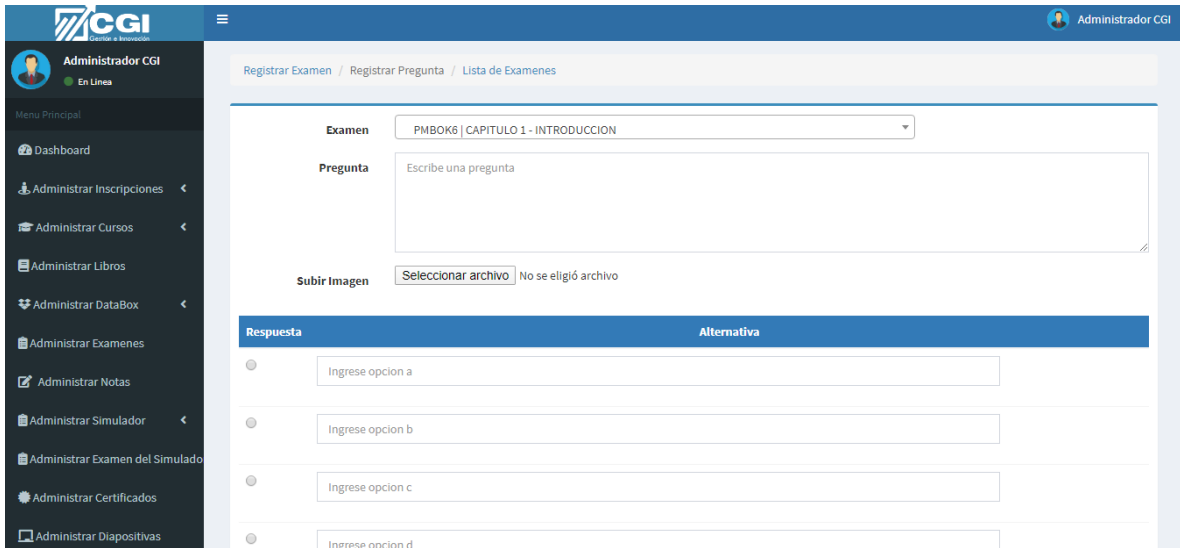 CGI
Gestión e Innovación
Administrador CGI
Administrador CGI
En Linea
Menu Principal
Dashboard
Administrar Inscripciones
Administrar Cursos
Administrar Libros
Administrar DataBox
Administrar Examenes
Administrar Notas
Administrar Simulador
Administrar Examen del Simulado
Administrar Certificados
Administrar Diapositivas
Registrar Examen / Registrar Pregunta / Lista de Examenes
Examen PMBOK6 | CAPITULO 1 - INTRODUCCION
Pregunta Escribe una pregunta
Subir Imagen Seleccionar archivo No se eligió archivo
Respuesta Alternativa
Ingrese opcion a
Ingrese opcion b
Ingrese opcion c
Ingrese opcion d